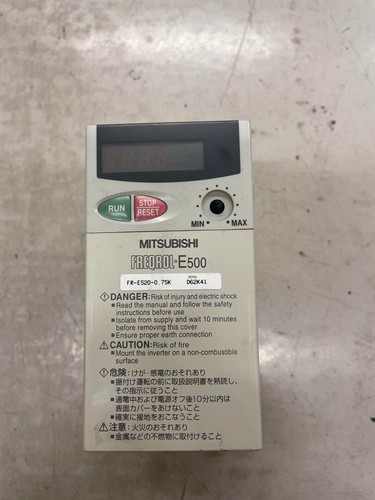 RUN
STOP
RESET
MIN
MAX
MITSUBISHI
FREQROL-E500
FR-E520-0.75K
SERIAL
D62K41
DANGER: Risk of injury and electric shock
■ Read the manual and follow the safety
instructions before use
■ Isolate from supply and wait 10 minutes
before removing this cover
■ Ensure proper earth connection
CAUTION: Risk of fire
■ Mount the inverter on a non-combustible
surface
危険：けが・感電のおそれあり
■ 据付け運転の前に取扱説明書を熟読し、
その指示に従うこと
■ 通電中および電源オフ後10分以内は
表面カバーをあけないこと
■ 確実に接地をおこなうこと
注意：火災のおそれあり
■ 金属などの不燃物に取付けること